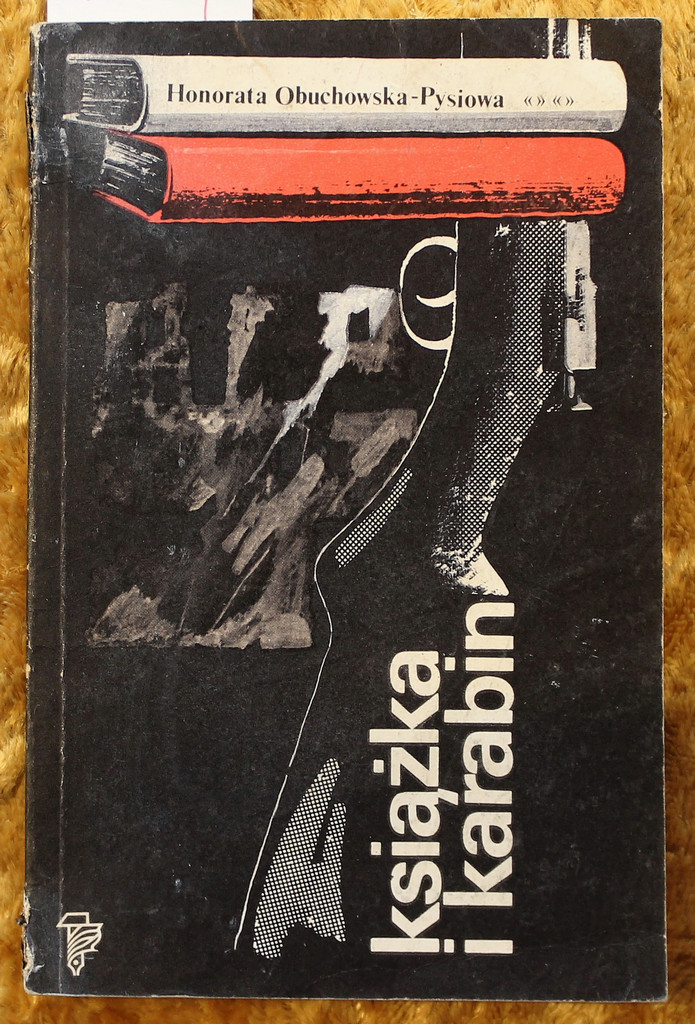 Honorata Obuchowska-Pysiowa «» «»
książka
i karabin